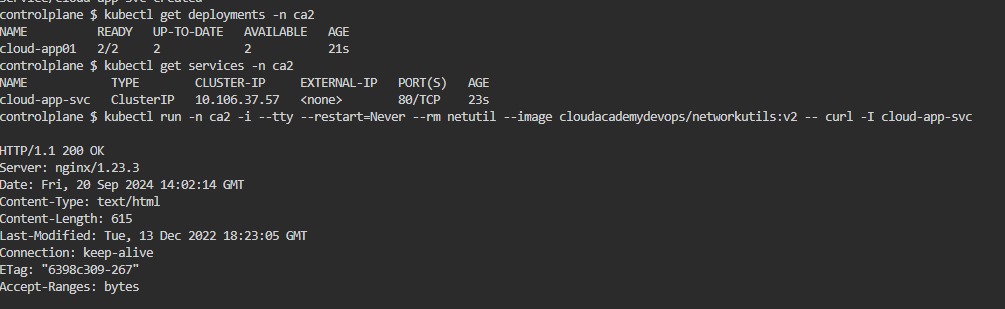 service/cloud-app-svc created
controlplane $ kubectl get deployments -n ca2
NAME          READY   UP-TO-DATE   AVAILABLE   AGE
cloud-app01   2/2     2            2           21s
controlplane $ kubectl get services -n ca2
NAME            TYPE        CLUSTER-IP     EXTERNAL-IP   PORT(S)   AGE
cloud-app-svc   ClusterIP   10.106.37.57   <none>        80/TCP    23s
controlplane $ kubectl run -n ca2 -i --tty --restart=Never --rm netutil --image cloudacademydevops/networkutils:v2 -- curl -I cloud-app-svc
HTTP/1.1 200 OK
Server: nginx/1.23.3
Date: Fri, 20 Sep 2024 14:02:14 GMT
Content-Type: text/html
Content-Length: 615
Last-Modified: Tue, 13 Dec 2022 18:23:05 GMT
Connection: keep-alive
ETag: "6398c309-267"
Accept-Ranges: bytes